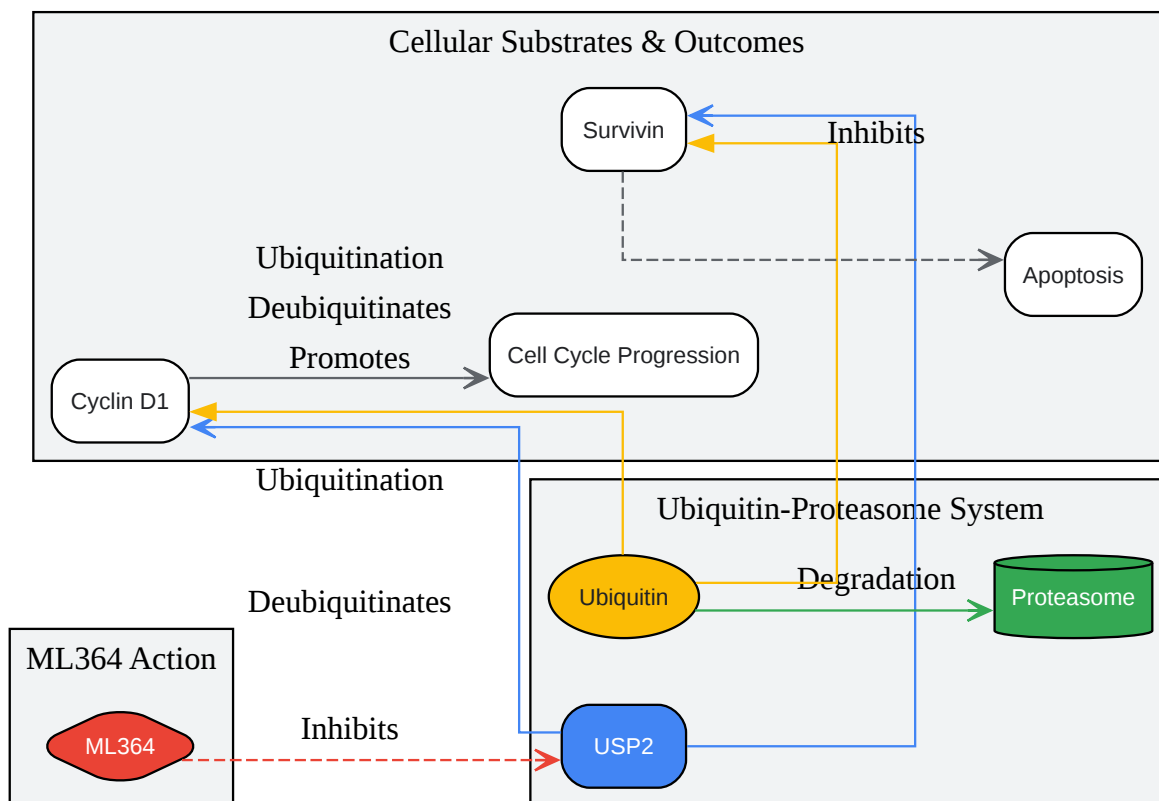 Cellular Substrates & Outcomes
Survivin
Inhibits
Ubiquitination
Apoptosis
Deubiquitinates
Promotes
Cell Cycle Progression
Cyclin D1
Ubiquitination
Ubiquitin-Proteasome System
Degradation
Ubiquitin
Proteasome
Deubiquitinates
ML364 Action
Inhibits
ML364
USP2